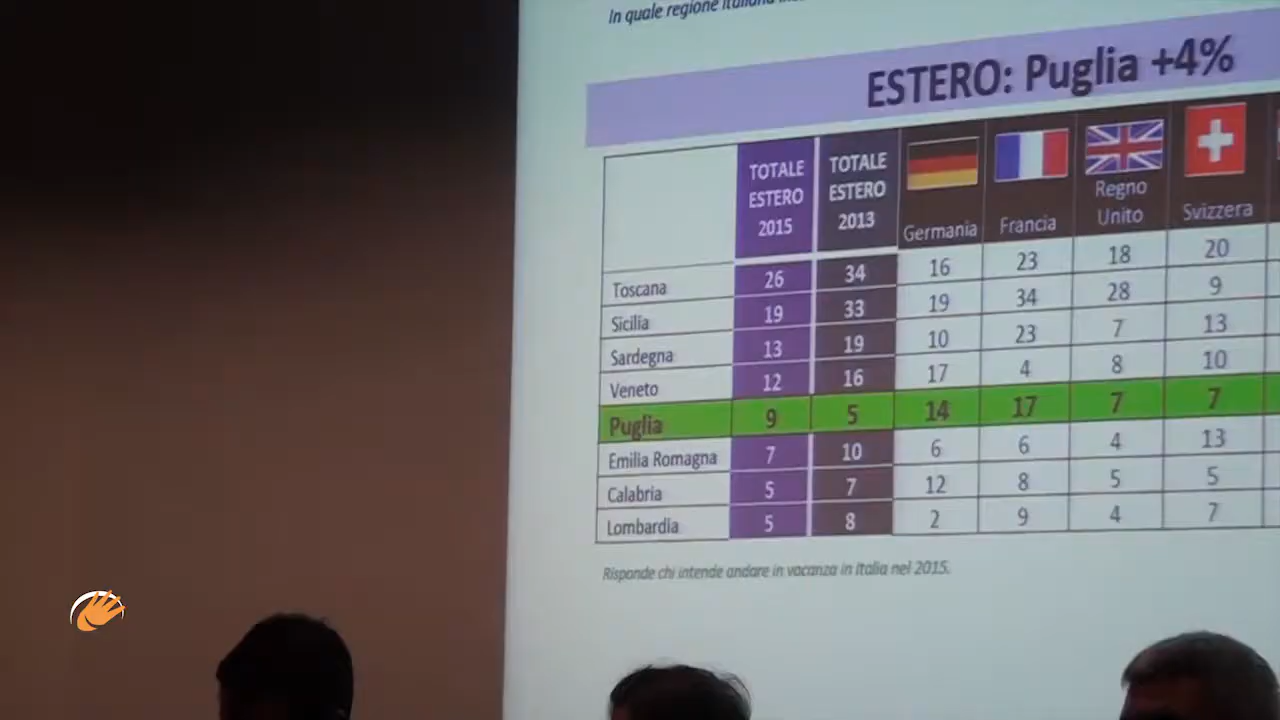 In quale regione italiana
ESTERO: Puglia +4%
TOTALE ESTERO 2015
TOTALE ESTERO 2013
Germania
Francia
Regno Unito
Svizzera
Toscana 26 34 16 23 18 20
Sicilia 19 33 19 34 28 9
Sardegna 13 19 10 23 7 13
Veneto 12 16 17 4 8 10
Puglia 9 5 14 17 7 7
Emilia Romagna 7 10 6 6 4 13
Calabria 5 7 12 8 5 5
Lombardia 5 8 2 9 4 7
Risponde chi intende andare in vacanza in Italia nel 2015.